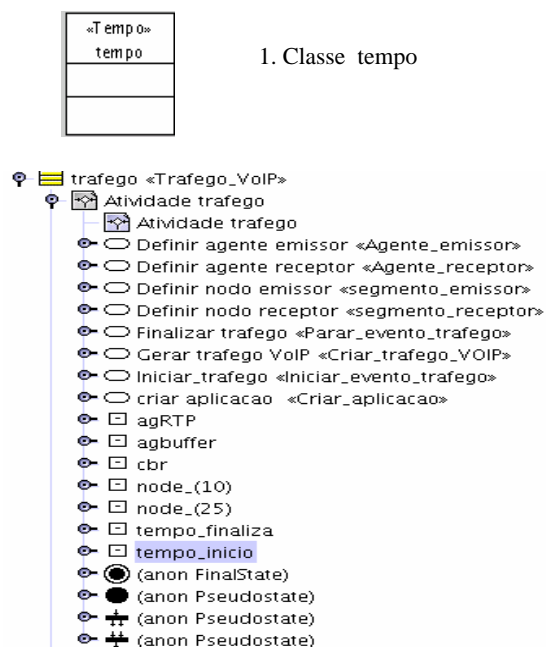 «Tempo»
tempo
1. Classe tempo
trafego «Trafego_VoIP»
Atividade trafego
Atividade trafego
Definir agente emissor «Agente_emissor»
Definir agente receptor «Agente_receptor»
Definir nodo emissor «segmento_emissor»
Definir nodo receptor «segmento_receptor»
Finalizar trafego «Parar_evento_trafego»
Gerar trafego VoIP «Criar_trafego_VOIP»
Iniciar_trafego «Iniciar_evento_trafego»
criar aplicacao «Criar_aplicacao»
agRTP
agbuffer
cbr
node_(10)
node_(25)
tempo_finaliza
tempo_inicio
(anon FinalState)
(anon Pseudostate)
(anon Pseudostate)
(anon Pseudostate)